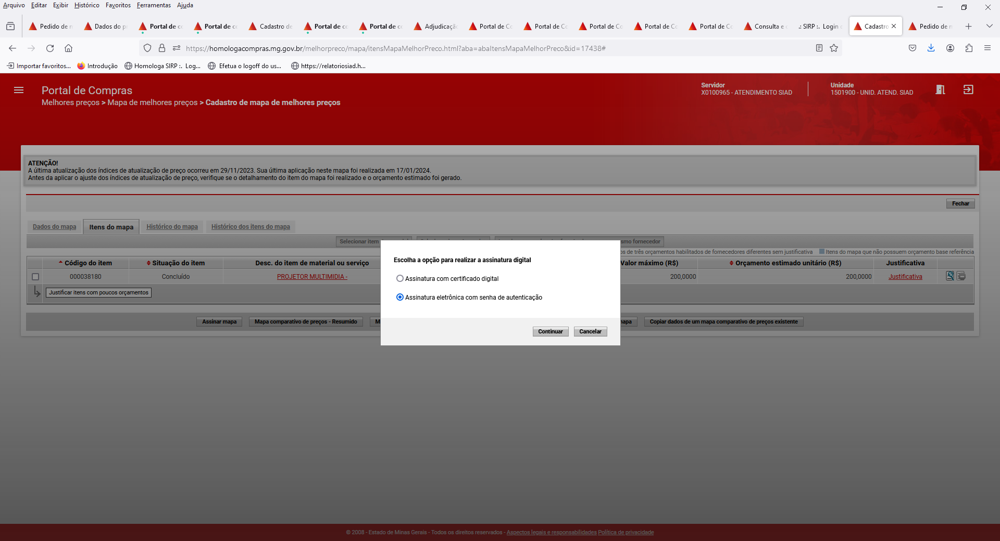 Arquivo Editar Exibir Histórico Favoritos Ferramentas Ajuda
Pedido de n Dados do p Portal de co Portal de co Cadastro de Portal de co Portal de co Adjudicação Portal de Co Portal de Co Portal de Co Portal de Co Portal de Co Consulta e .: SIRP :. Login Cadastro Pedido de n
https://homologacompras.mg.gov.br/melhorpreco/mapa/itensMapaMelhorPreco.html?aba=abaItensMapaMelhorPreco&id=17438#
Importar favoritos... Introdução Homologa SIRP :. Log... Efetua o logoff do us... https://relatoriosiad.h...
Portal de Compras
Melhores preços > Mapa de melhores preços > Cadastro de mapa de melhores preços
Servidor
X0100965 - ATENDIMENTO SIAD
Unidade
1501900 - UNID. ATEND. SIAD
ATENÇÃO!
A última atualização dos índices de atualização de preço ocorreu em 29/11/2023. Sua última aplicação neste mapa foi realizada em 17/01/2024.
Antes da aplicar o ajuste dos índices de atualização de preço, verifique se o detalhamento do item do mapa foi realizado e o orçamento estimado foi gerado.
Fechar
Dados do mapa Itens do mapa Histórico do mapa Histórico dos itens do mapa
Selecionar item smo fornecedor
os de três orçamentos habilitados de fornecedores diferentes sem justificativa Itens do mapa que não possuem orçamento base referência
Código do item Situação do item Desc. do item de material ou serviço Valor máximo (R$) Orçamento estimado unitário (R$) Justificativa
000038180 Concluído PROJETOR MULTIMIDIA - 200,0000 200,0000 Justificativa
Justificar itens com poucos orçamentos
Assinar mapa Mapa comparativo de preços - Resumido M napa Copiar dados de um mapa comparativo de preços existente
Escolha a opção para realizar a assinatura digital
Assinatura com certificado digital
Assinatura eletrônica com senha de autenticação
Continuar Cancelar
© 2008 - Estado de Minas Gerais - Todos os direitos reservados - Aspectos legais e responsabilidades Política de privacidade